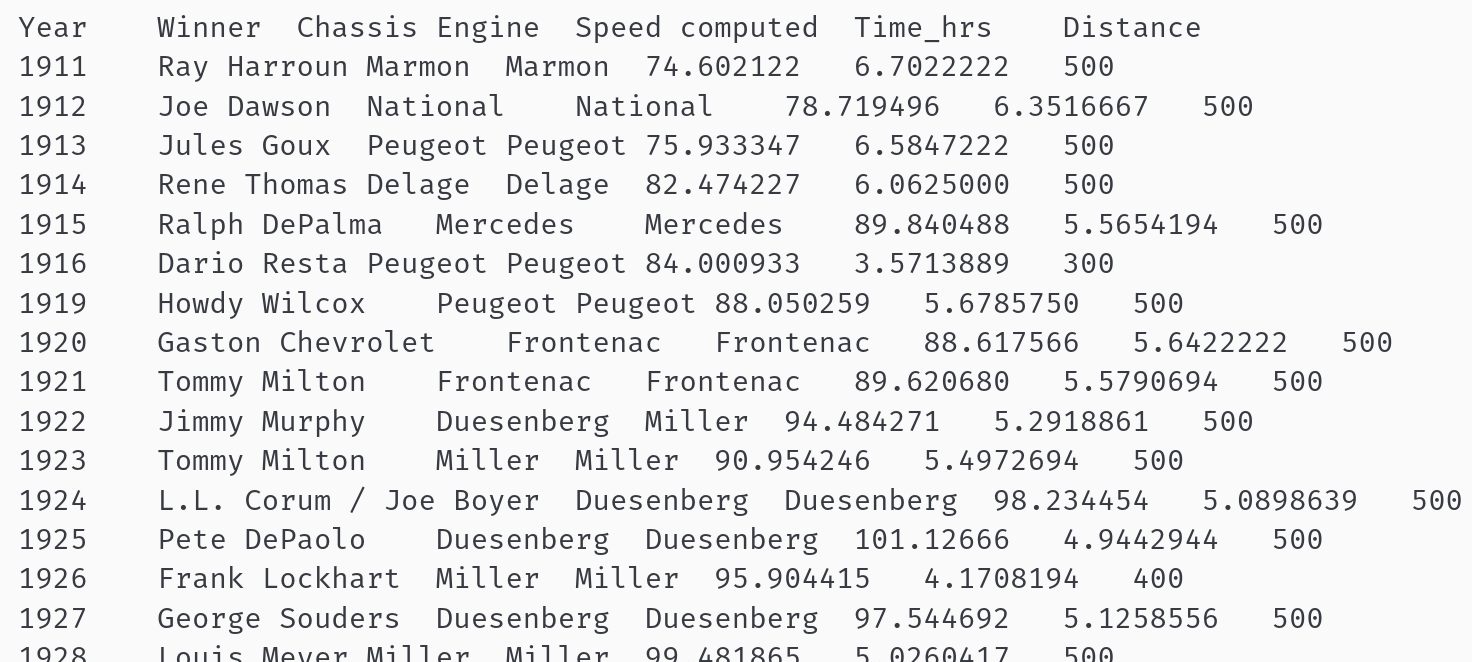 Year Winner Chassis Engine Speed computed Time_hrs Distance
1911 Ray Harroun Marmon Marmon 74.602122 6.7022222 500
1912 Joe Dawson National National 78.719496 6.3516667 500
1913 Jules Goux Peugeot Peugeot 75.933347 6.5847222 500
1914 Rene Thomas Delage Delage 82.474227 6.0625000 500
1915 Ralph DePalma Mercedes Mercedes 89.840488 5.5654194 500
1916 Dario Resta Peugeot Peugeot 84.000933 3.5713889 300
1919 Howdy Wilcox Peugeot Peugeot 88.050259 5.6785750 500
1920 Gaston Chevrolet Frontenac Frontenac 88.617566 5.6422222 500
1921 Tommy Milton Frontenac Frontenac 89.620680 5.5790694 500
1922 Jimmy Murphy Duesenberg Miller 94.484271 5.2918861 500
1923 Tommy Milton Miller Miller 90.954246 5.4972694 500
1924 L.L. Corum / Joe Boyer Duesenberg Duesenberg 98.234454 5.0898639 500
1925 Pete DePaolo Duesenberg Duesenberg 101.12666 4.9442944 500
1926 Frank Lockhart Miller Miller 95.904415 4.1708194 400
1927 George Souders Duesenberg Duesenberg 97.544692 5.1258556 500
1928 Louis Meyer Miller Miller 99.481865 5.0260417 500